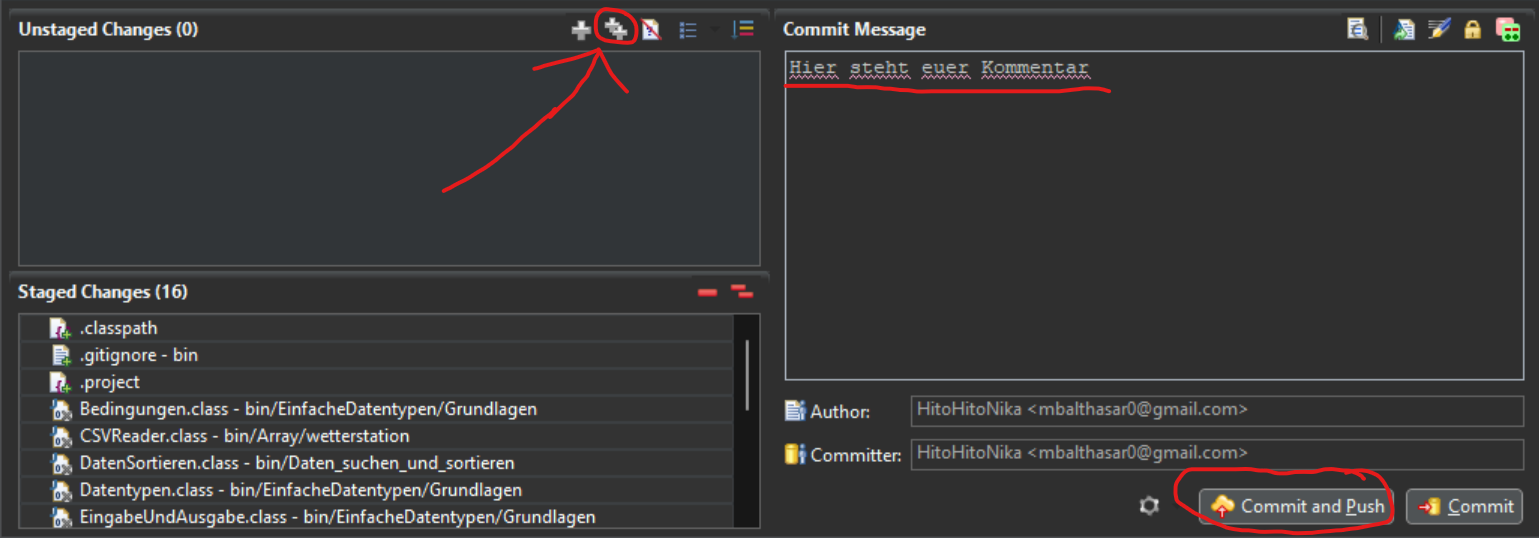 Unstaged Changes (0)
Staged Changes (16)
.classpath
.gitignore - bin
.project
Bedingungen.class - bin/EinfacheDatentypen/Grundlagen
CSVReader.class - bin/Array/wetterstation
DatenSortieren.class - bin/Daten_suchen_und_sortieren
Datentypen.class - bin/EinfacheDatentypen/Grundlagen
EingabeUndAusgabe.class - bin/EinfacheDatentypen/Grundlagen
Commit Message
Hier steht euer Kommentar
Author: HitoHitoNika <mbalthasar0@gmail.com>
Committer: HitoHitoNika <mbalthasar0@gmail.com>
Commit and Push Commit